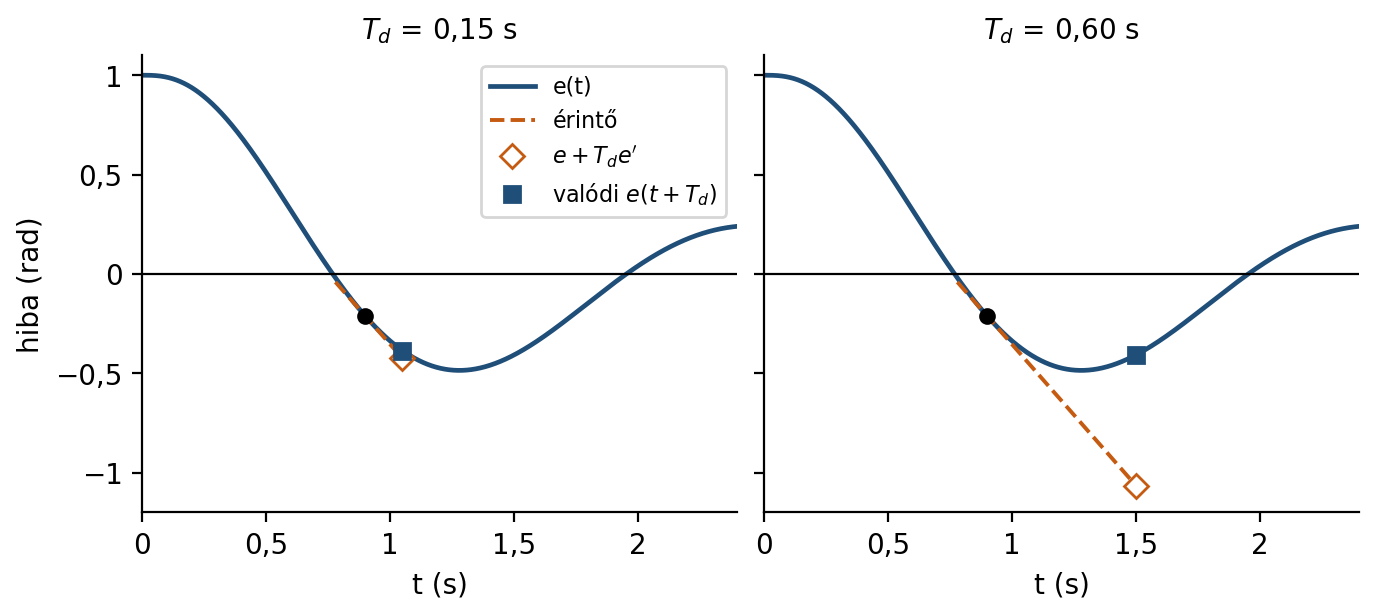 T_d = 0,15 s
T_d = 0,60 s
e(t)
érintő
e + T_d e′
valódi e(t + T_d)
hiba (rad)
1
0,5
0
−0,5
−1
0
0,5
1
1,5
2
t (s)
0
0,5
1
1,5
2
t (s)